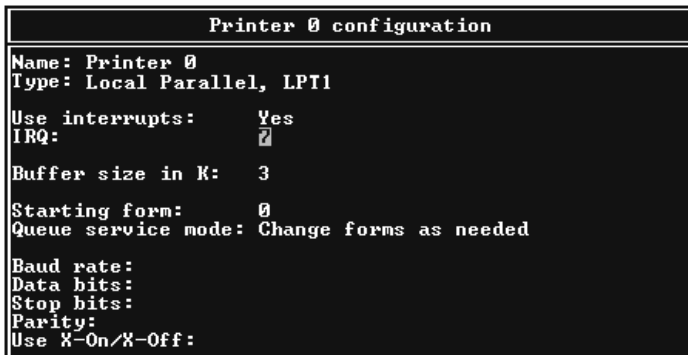 Printer 0 configuration
Name: Printer 0
Type: Local Parallel, LPT1
Use interrupts: Yes
IRQ: 7
Buffer size in K: 3
Starting form: 0
Queue service mode: Change forms as needed
Baud rate:
Data bits:
Stop bits:
Parity:
Use X-On/X-Off: